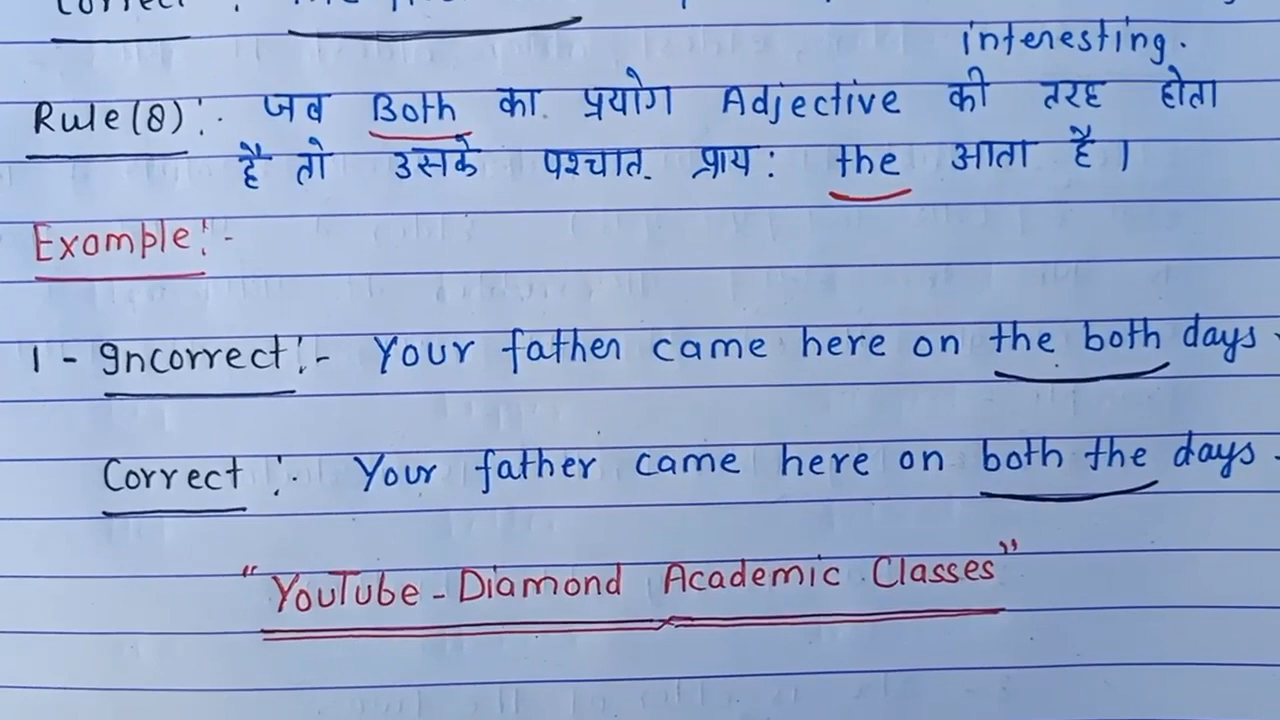 Correct :
interesting.
Rule(8):- जब Both का प्रयोग Adjective की तरह होता
है तो उसके पश्चात प्राय: the आता है।
Example:-
1 - Incorrect:- Your father came here on the both days.
Correct:- Your father came here on both the days.
"YouTube - Diamond Academic Classes"